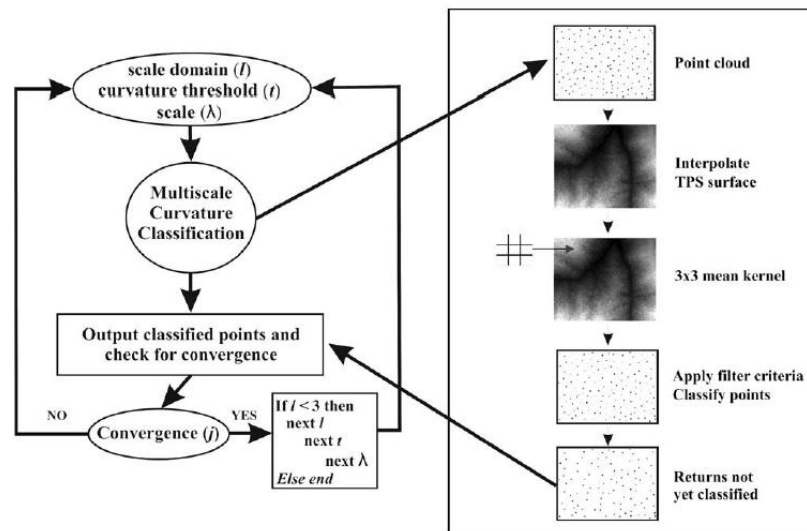 scale domain (l)
curvature threshold (t)
scale (λ)
Multiscale
Curvature
Classification
Output classified points and
check for convergence
NO
Convergence (j)
YES
If l < 3 then
next l
next t
next λ
Else end
Point cloud
Interpolate
TPS surface
3x3 mean kernel
Apply filter criteria
Classify points
Returns not
yet classified